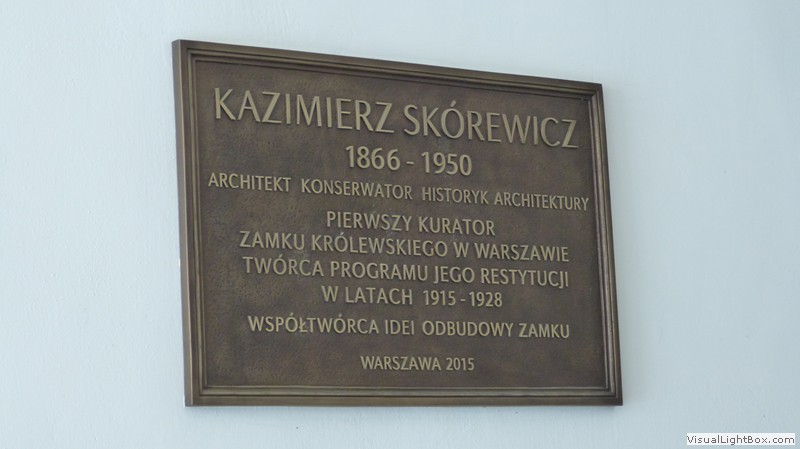 KAZIMIERZ SKÓREWICZ
1866 - 1950
ARCHITEKT KONSERWATOR HISTORYK ARCHITEKTURY
PIERWSZY KURATOR
ZAMKU KRÓLEWSKIEGO W WARSZAWIE
TWÓRCA PROGRAMU JEGO RESTYTUCJI
W LATACH 1915 - 1928
WSPÓŁTWÓRCA IDEI ODBUDOWY ZAMKU
WARSZAWA 2015
VisualLightBox.com